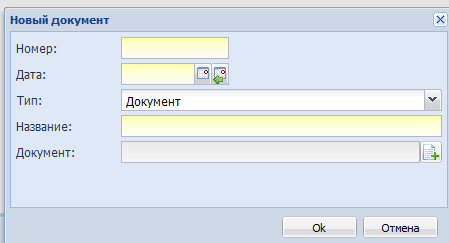 Новый документ
Номер:
Дата:
Тип: Документ
Название:
Документ:
Ok Отмена